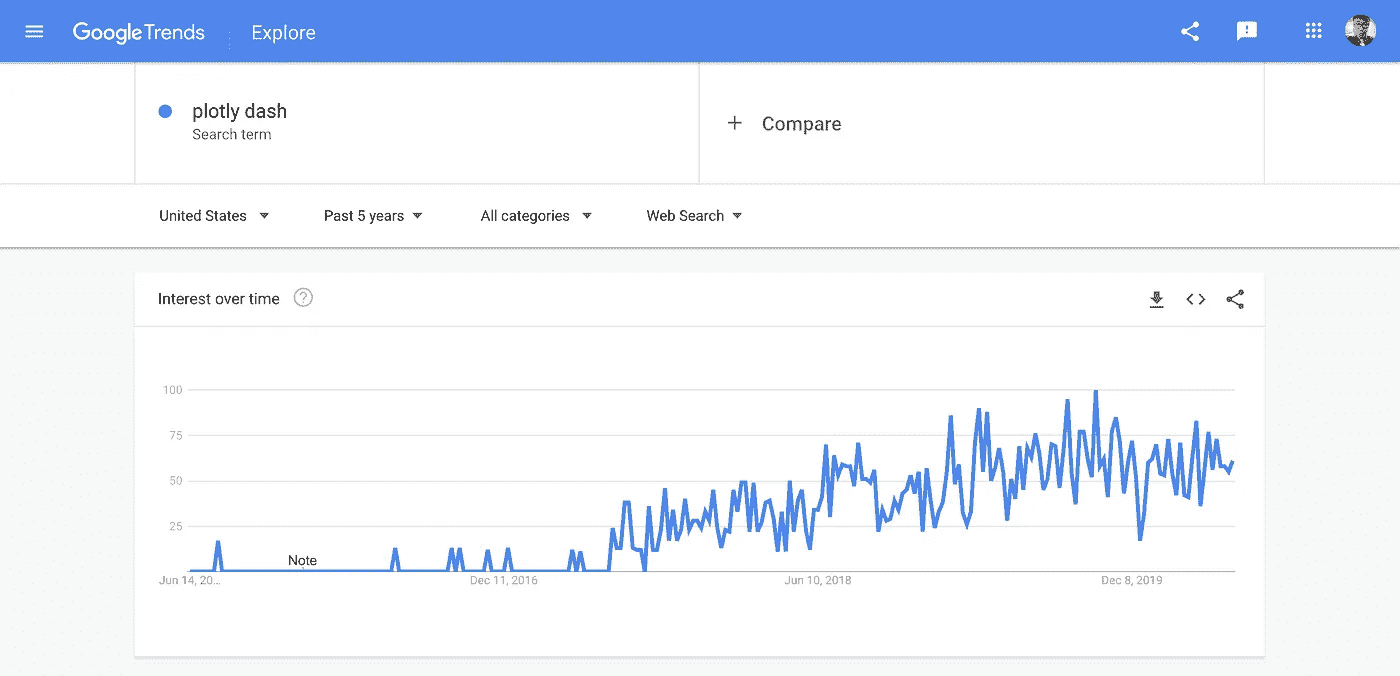 Google Trends Explore
plotly dash
Search term
+ Compare
United States Past 5 years All categories Web Search
Interest over time ?
100
75
50
25
Note
Jun 14, 20... Dec 11, 2016 Jun 10, 2018 Dec 8, 2019